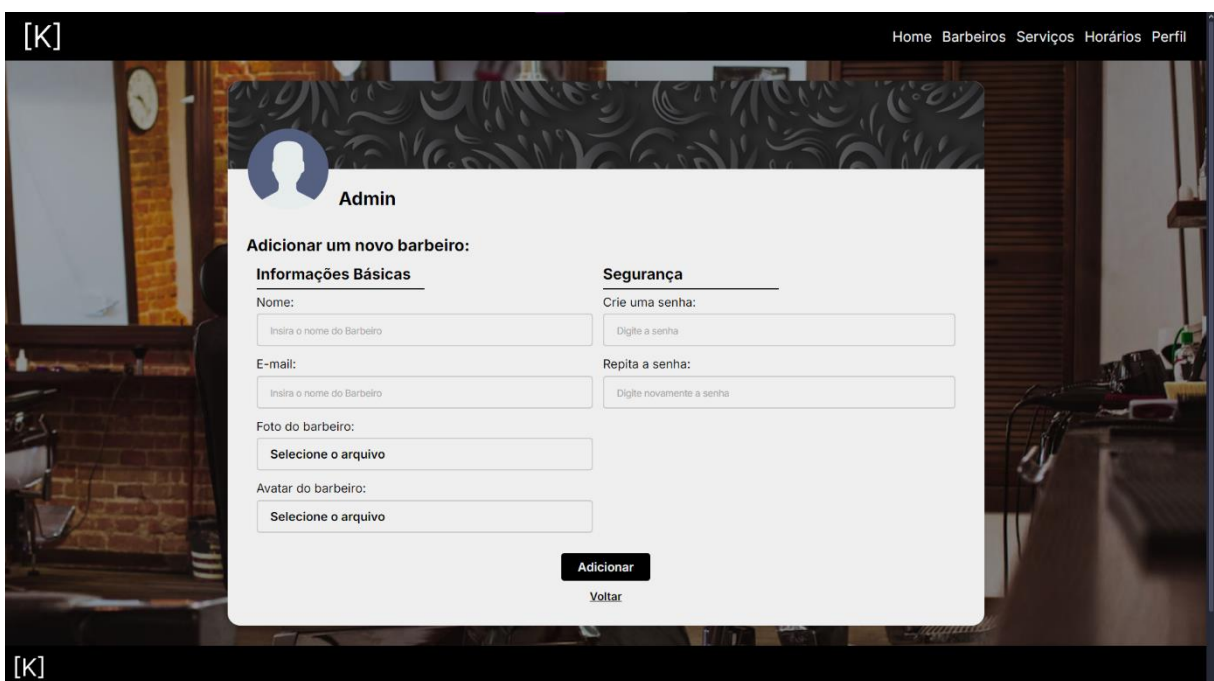 [K]
Home Barbeiros Serviços Horários Perfil
Admin
Adicionar um novo barbeiro:
Informações Básicas
Nome:
Insira o nome do Barbeiro
E-mail:
Insira o nome do Barbeiro
Foto do barbeiro:
Selecione o arquivo
Avatar do barbeiro:
Selecione o arquivo
Segurança
Crie uma senha:
Digite a senha
Repita a senha:
Digite novamente a senha
Adicionar
Voltar
[K]